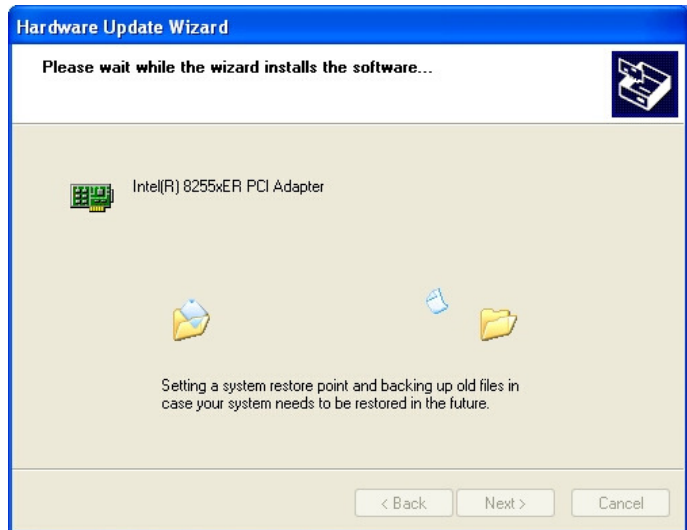 Hardware Update Wizard
Please wait while the wizard installs the software...
Intel(R) 8255xER PCI Adapter
Setting a system restore point and backing up old files in
case your system needs to be restored in the future.
< Back Next > Cancel